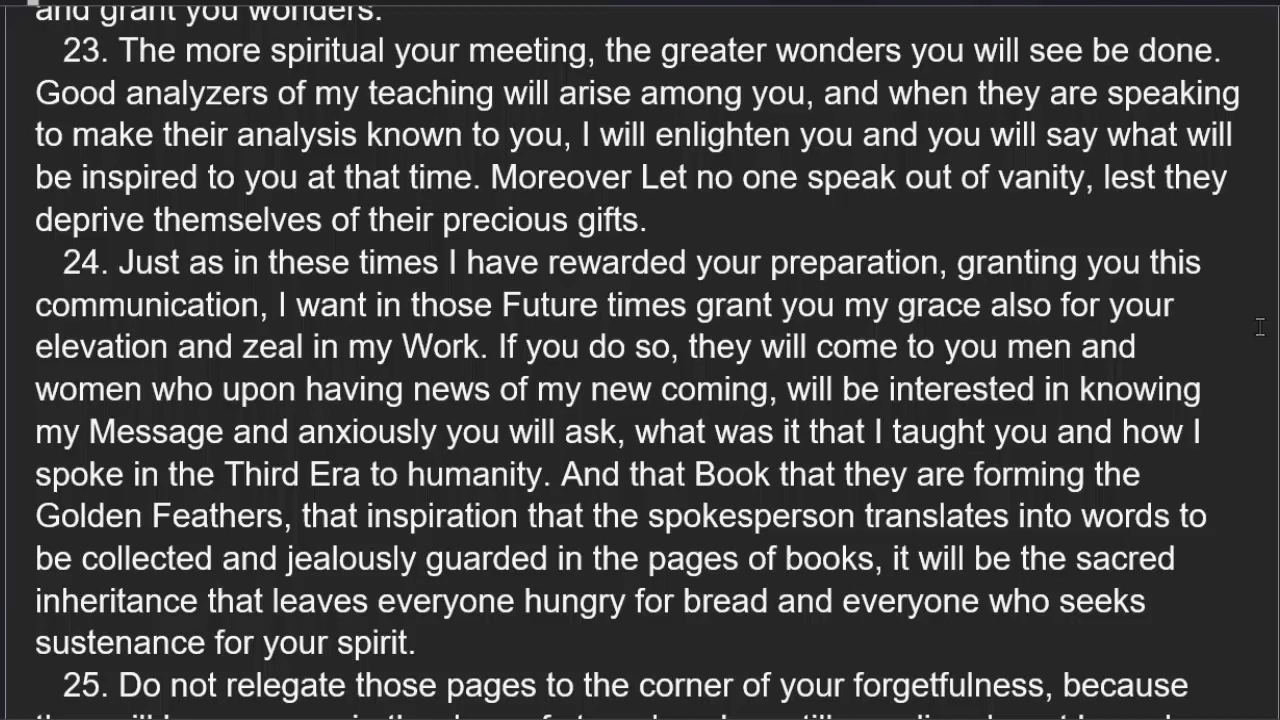 and grant you wonders.
23. The more spiritual your meeting, the greater wonders you will see be done.
Good analyzers of my teaching will arise among you, and when they are speaking
to make their analysis known to you, I will enlighten you and you will say what will
be inspired to you at that time. Moreover Let no one speak out of vanity, lest they
deprive themselves of their precious gifts.
24. Just as in these times I have rewarded your preparation, granting you this
communication, I want in those Future times grant you my grace also for your
elevation and zeal in my Work. If you do so, they will come to you men and
women who upon having news of my new coming, will be interested in knowing
my Message and anxiously you will ask, what was it that I taught you and how I
spoke in the Third Era to humanity. And that Book that they are forming the
Golden Feathers, that inspiration that the spokesperson translates into words to
be collected and jealously guarded in the pages of books, it will be the sacred
inheritance that leaves everyone hungry for bread and everyone who seeks
sustenance for your spirit.
25. Do not relegate those pages to the corner of your forgetfulness, because